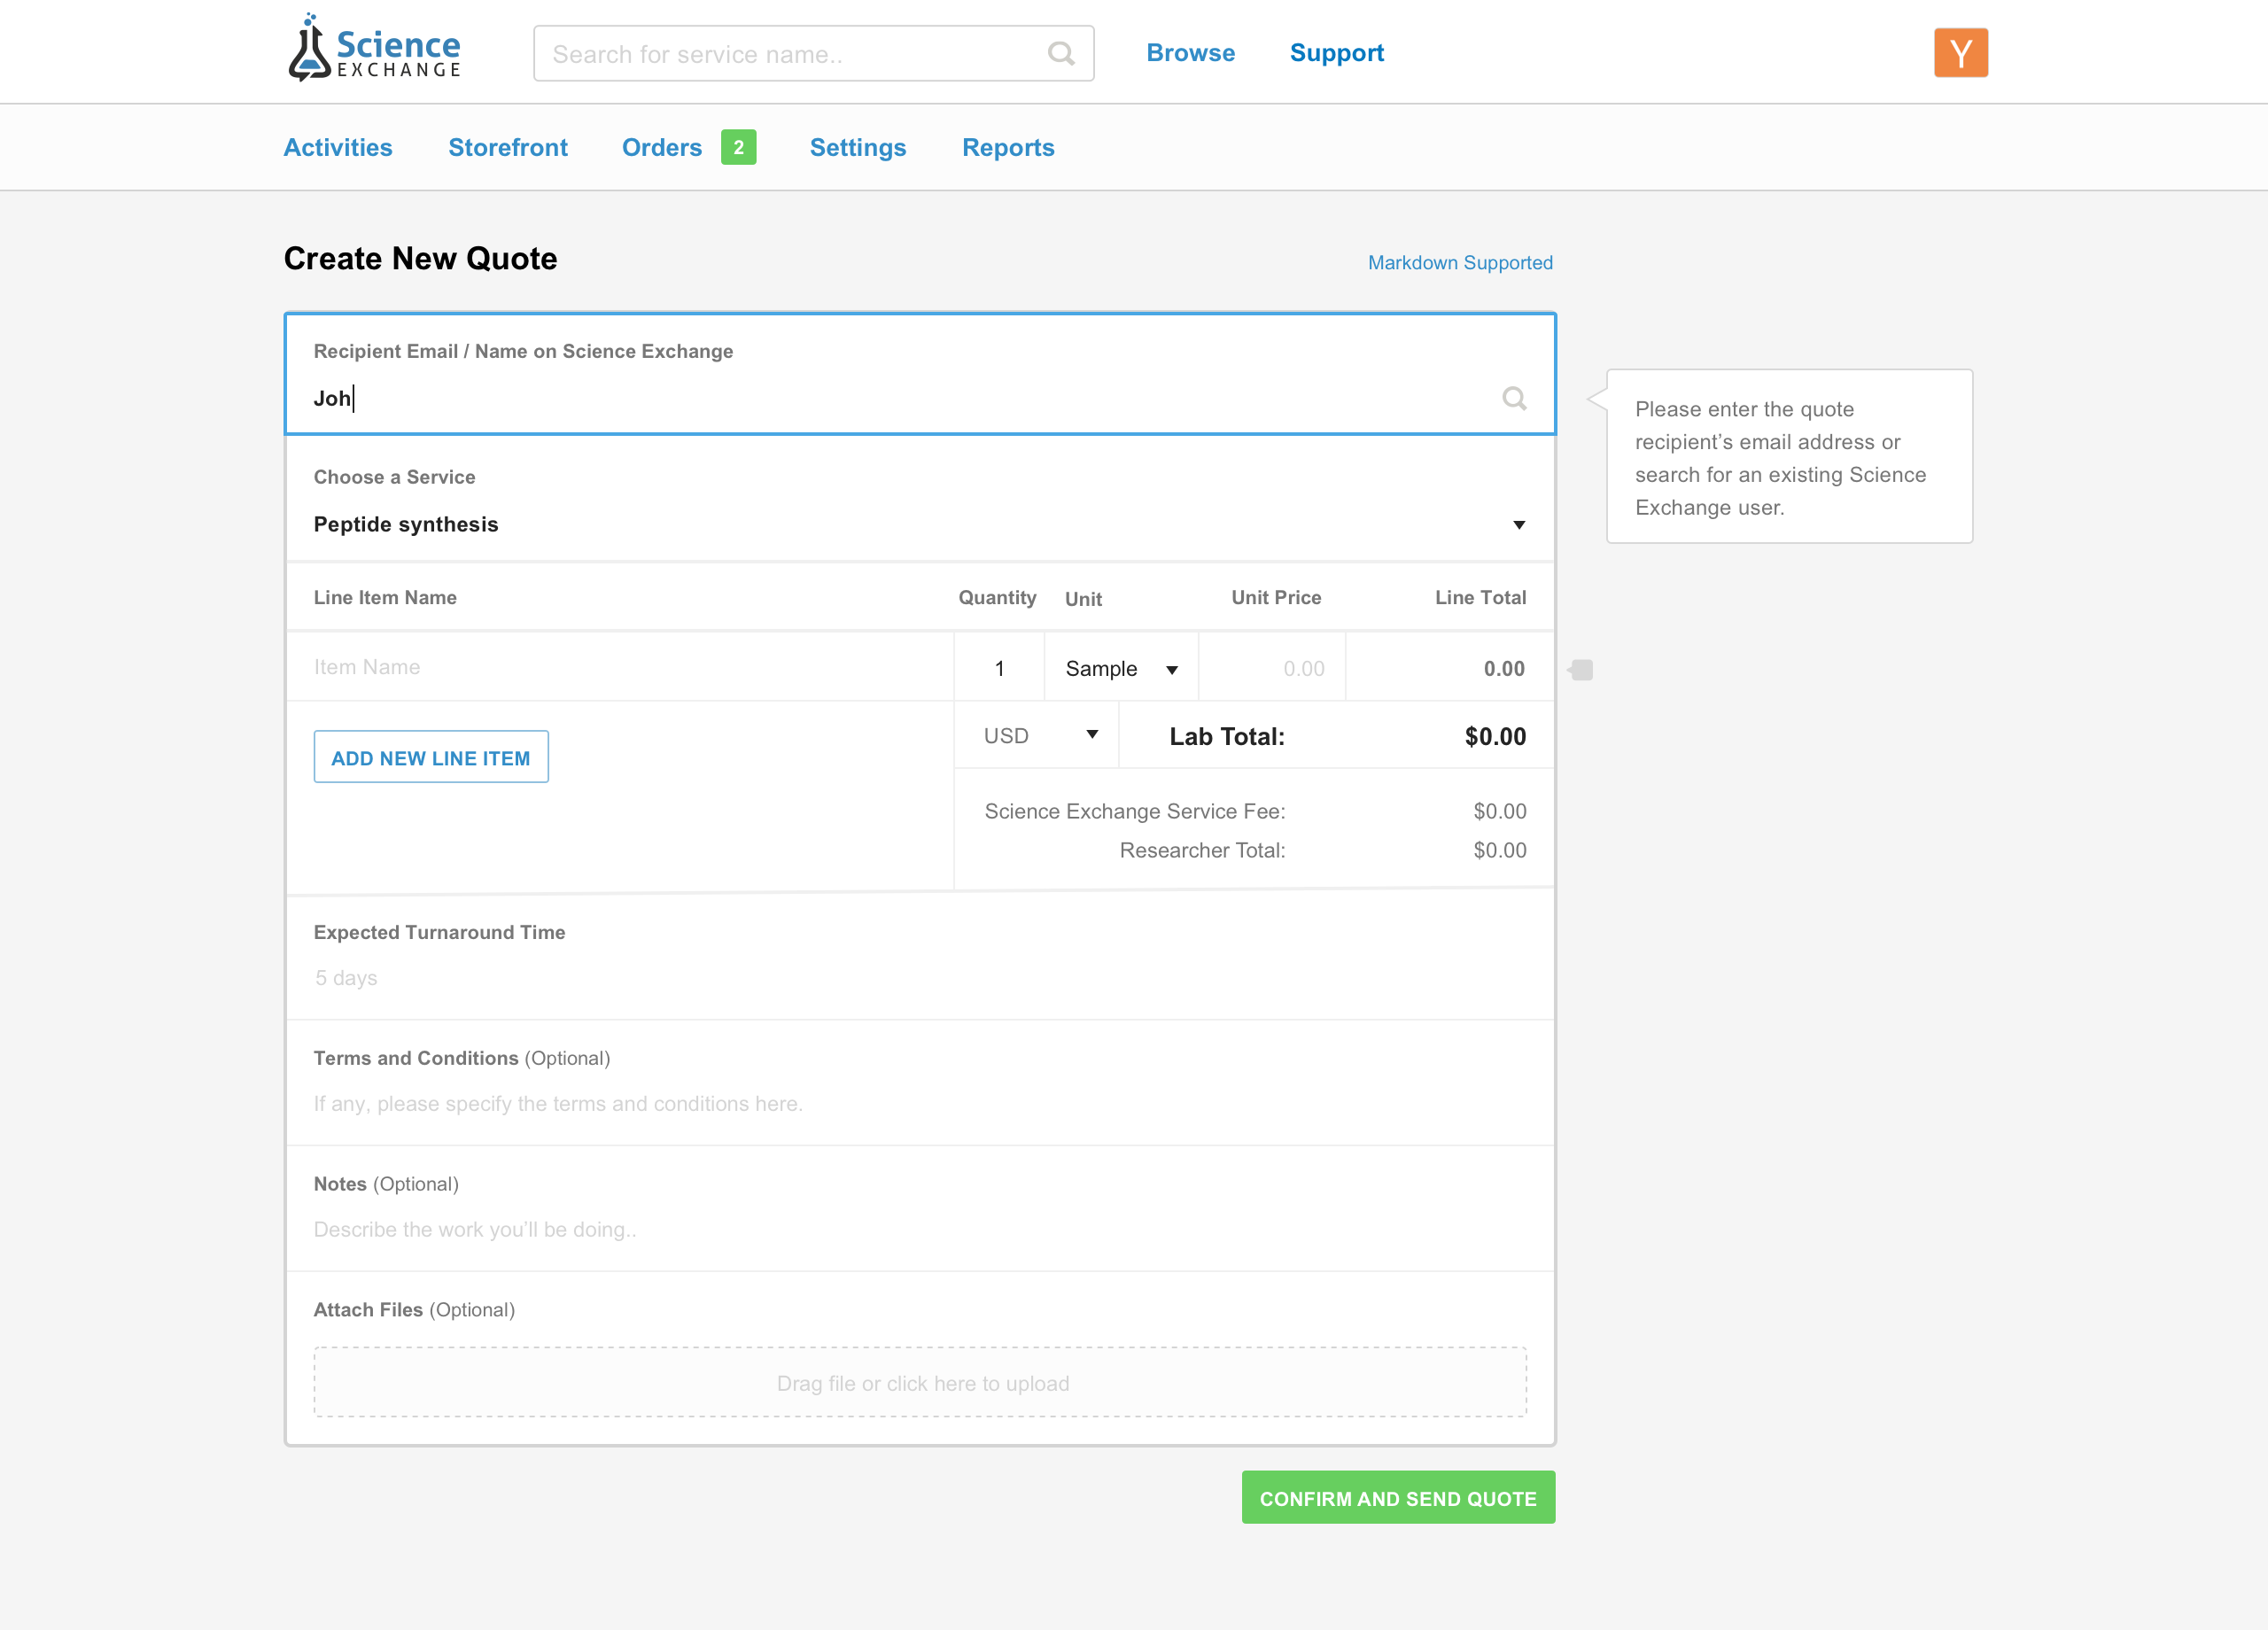 Science
EXCHANGE
Search for service name..
Browse
Support
Y
Activities
Storefront
Orders
2
Settings
Reports
Create New Quote
Markdown Supported
Recipient Email / Name on Science Exchange
Joh
Please enter the quote
recipient’s email address or
search for an existing Science
Exchange user.
Choose a Service
Peptide synthesis
Line Item Name
Quantity
Unit
Unit Price
Line Total
Item Name
1
Sample
0.00
0.00
ADD NEW LINE ITEM
USD
Lab Total:
$0.00
Science Exchange Service Fee:
$0.00
Researcher Total:
$0.00
Expected Turnaround Time
5 days
Terms and Conditions (Optional)
If any, please specify the terms and conditions here.
Notes (Optional)
Describe the work you’ll be doing..
Attach Files (Optional)
Drag file or click here to upload
CONFIRM AND SEND QUOTE